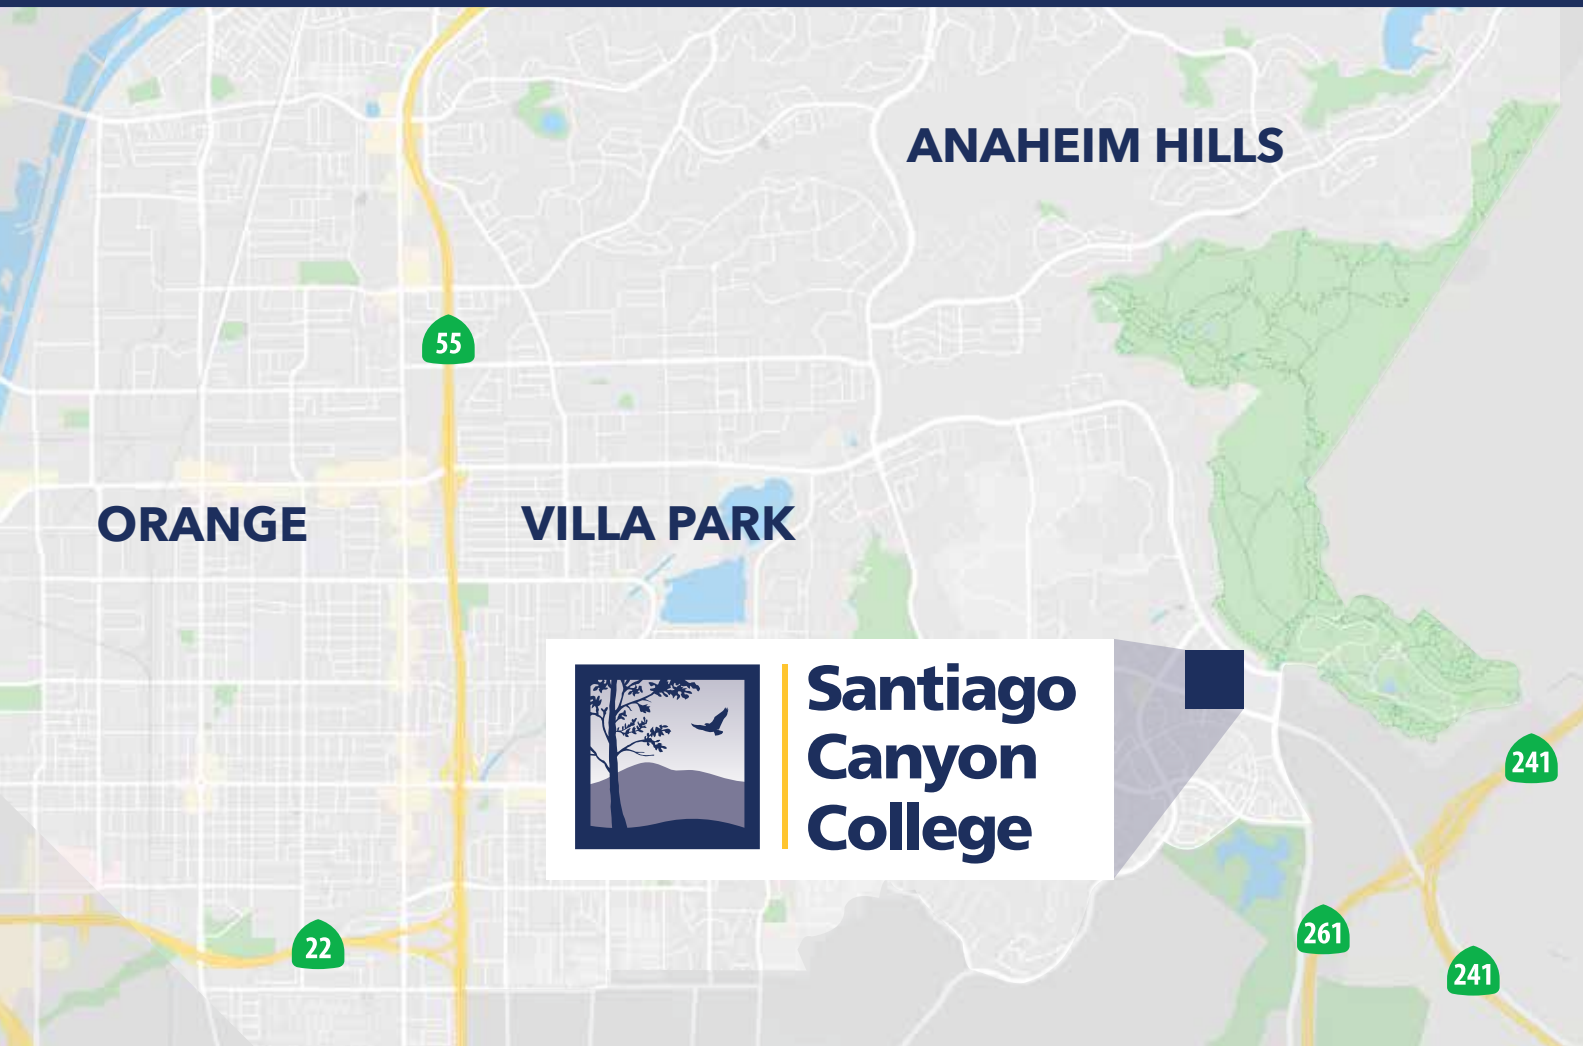 ANAHEIM HILLS
55
ORANGE
VILLA PARK
Santiago
Canyon
College
241
22
261
241